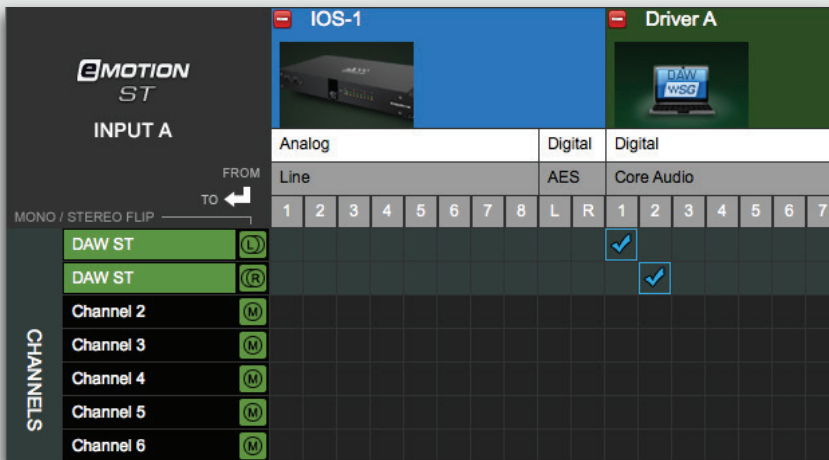 IOS-1
Driver A
eMOTION
ST
INPUT A
DAW
WSG
Analog
Digital
Digital
FROM
Line
AES
Core Audio
TO
1 2 3 4 5 6 7 8 L R 1 2 3 4 5 6 7
MONO / STEREO FLIP
DAW ST L
DAW ST R
Channel 2 M
Channel 3 M
Channel 4 M
Channel 5 M
Channel 6 M
CHANNELS